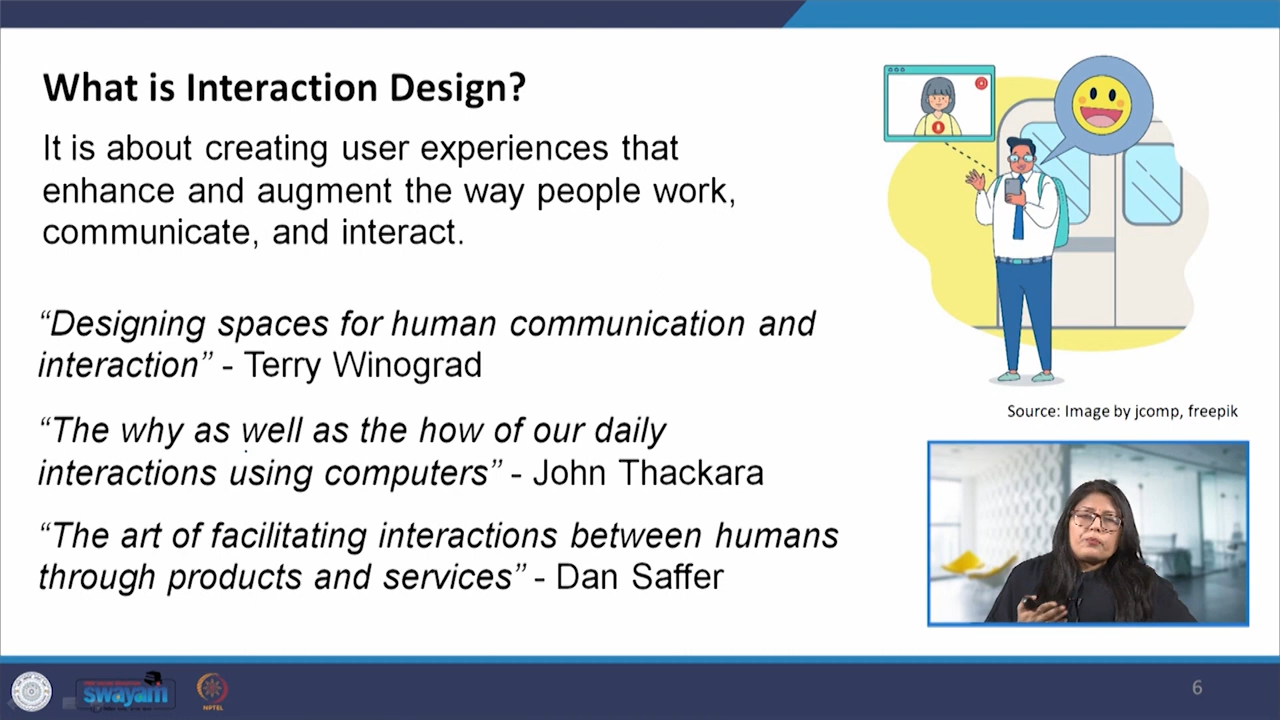 What is Interaction Design?
It is about creating user experiences that
enhance and augment the way people work,
communicate, and interact.
“Designing spaces for human communication and
interaction” - Terry Winograd
“The why as well as the how of our daily
interactions using computers” - John Thackara
“The art of facilitating interactions between humans
through products and services” - Dan Saffer
Source: Image by jcomp, freepik
swayam
NPTEL
6